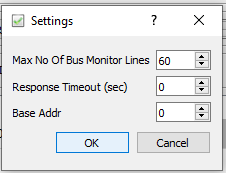 Settings
?
Max No Of Bus Monitor Lines 60
Response Timeout (sec) 0
Base Addr 0
OK Cancel